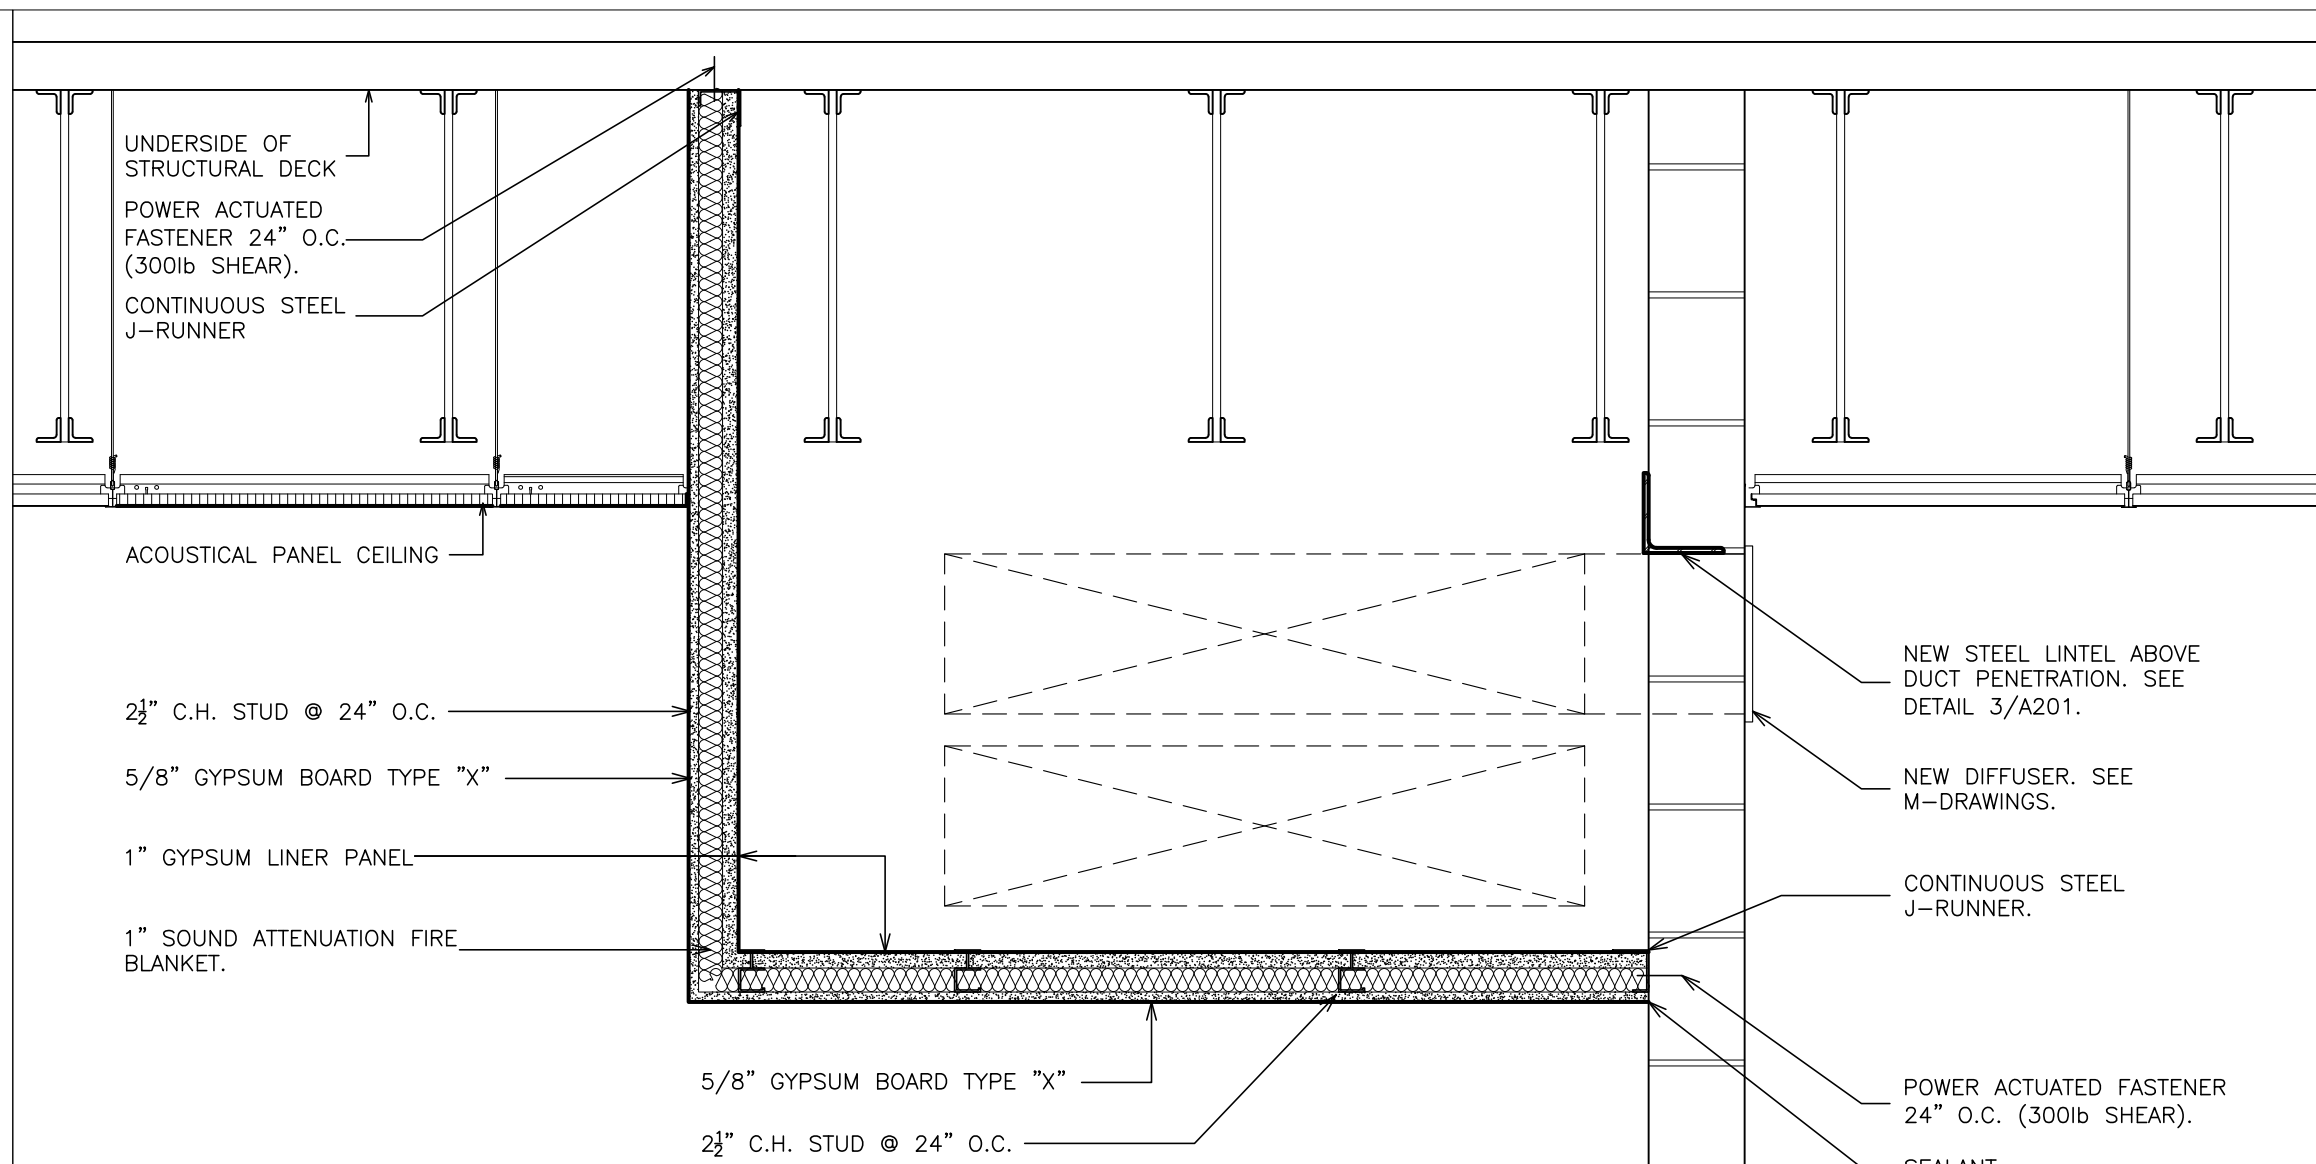 UNDERSIDE OF
STRUCTURAL DECK
POWER ACTUATED
FASTENER 24" O.C.
(300lb SHEAR).
CONTINUOUS STEEL
J-RUNNER
ACOUSTICAL PANEL CEILING
2½" C.H. STUD @ 24" O.C.
5/8" GYPSUM BOARD TYPE "X"
1" GYPSUM LINER PANEL
1" SOUND ATTENUATION FIRE
BLANKET.
5/8" GYPSUM BOARD TYPE "X"
2½" C.H. STUD @ 24" O.C.
NEW STEEL LINTEL ABOVE
DUCT PENETRATION. SEE
DETAIL 3/A201.
NEW DIFFUSER. SEE
M-DRAWINGS.
CONTINUOUS STEEL
J-RUNNER.
POWER ACTUATED FASTENER
24" O.C. (300lb SHEAR).
SEALANT